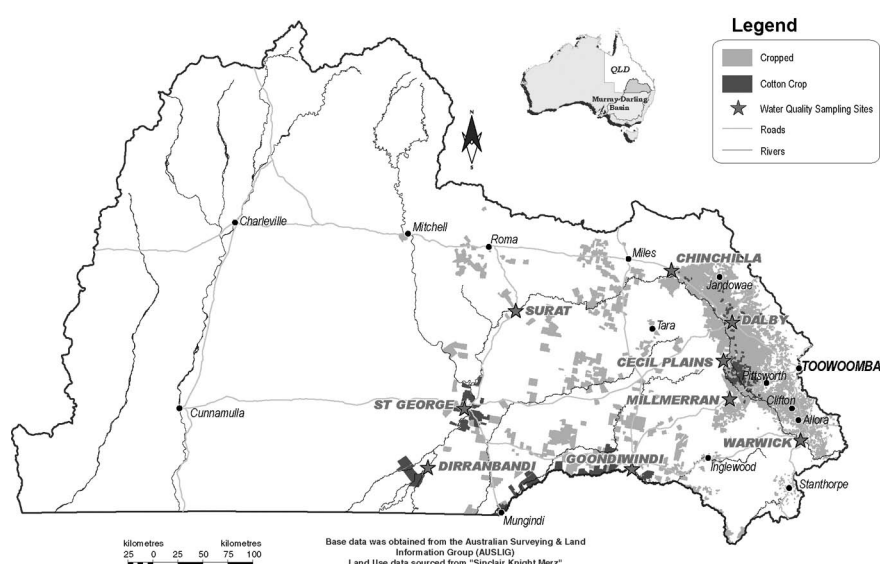 Legend
Cropped
Cotton Crop
Water Quality Sampling Sites
Roads
Rivers
QLD
Murray-Darling
Basin
N
S
Charleville
Mitchell
Roma
Miles
CHINCHILLA
Jandowae
SURAT
Tara
DALBY
CECIL PLAINS
TOOWOOMBA
Pittsworth
ST GEORGE
MILLMERRAN
Clifton
Cunnamulla
Allora
WARWICK
DIRRANBANDI
GOONDIWINDI
Inglewood
Stanthorpe
Mungindi
kilometres kilometres
25 0 25 50 75 100
Base data was obtained from the Australian Surveying & Land
Information Group (AUSLIG)
Land Use data sourced from "Sinclair Knight Merz"